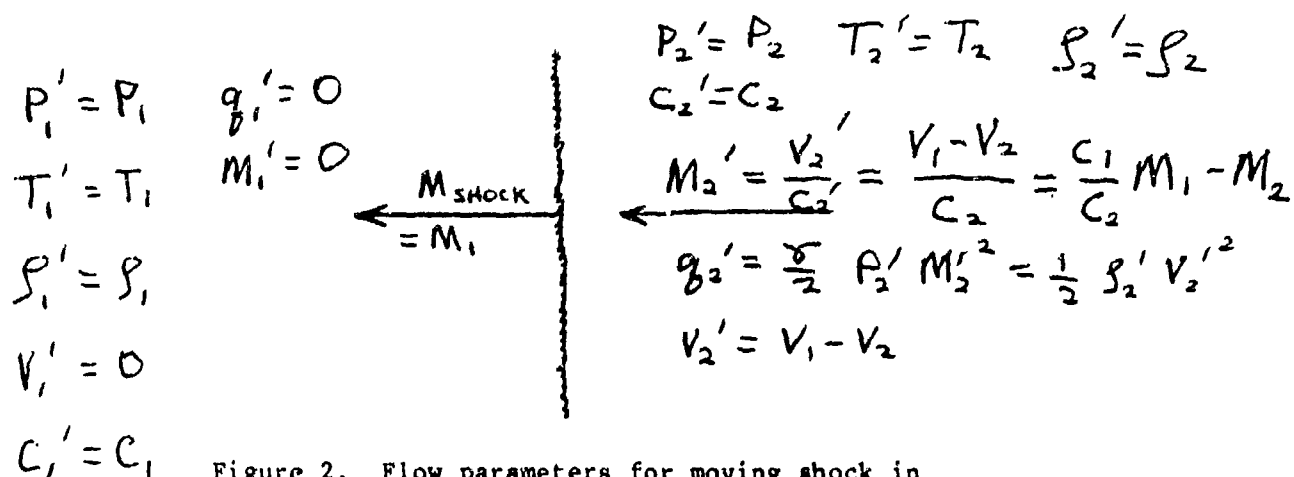 P₁' = P₁ q₁' = 0
T₁' = T₁ M₁' = 0
ρ₁' = ρ₁
V₁' = 0
C₁' = C₁
M SHOCK
= M₁
P₂' = P₂ T₂' = T₂ ρ₂' = ρ₂
C₂' = C₂
M₂' = V₂'/C₂' = (V₁ - V₂)/C₂ = C₁/C₂ M₁ - M₂
q₂' = γ/2 P₂' M₂'² = 1/2 ρ₂' V₂'²
V₂' = V₁ - V₂
Figure 2. Flow parameters for moving shock in